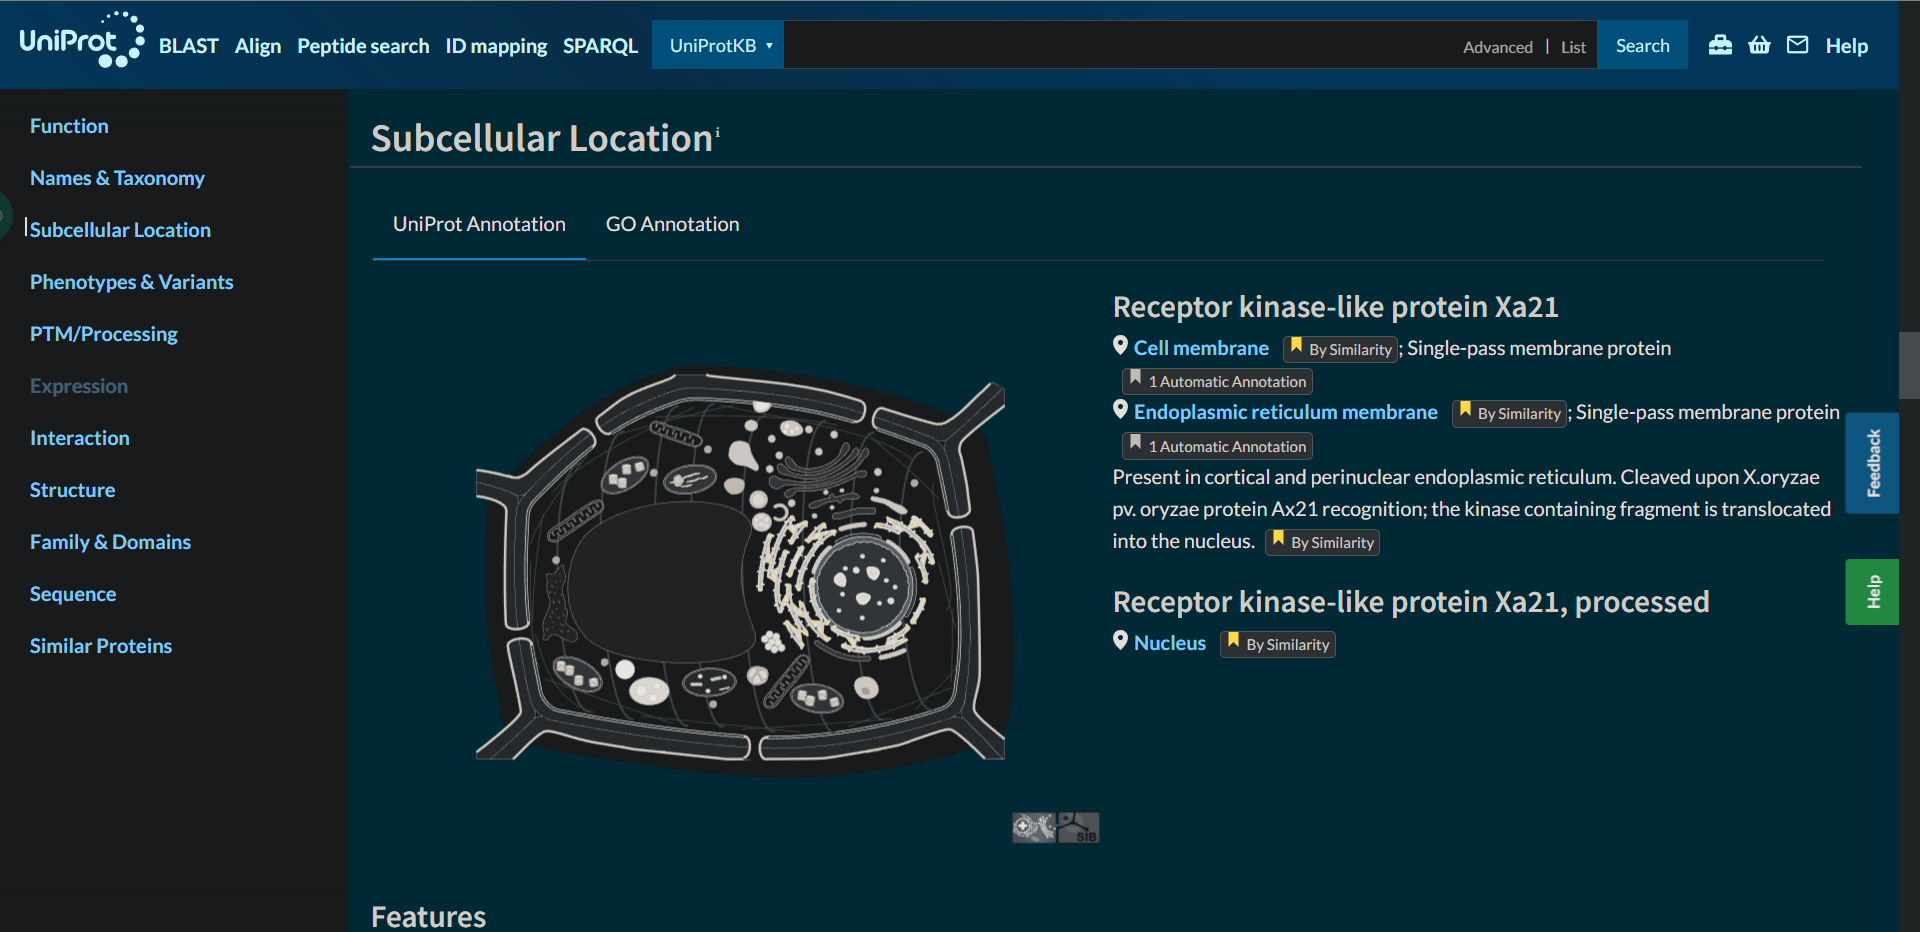 UniProt BLAST Align Peptide search ID mapping SPARQL UniProtKB ▾ Advanced | List Search Help
Function
Names & Taxonomy
Subcellular Location
Phenotypes & Variants
PTM/Processing
Expression
Interaction
Structure
Family & Domains
Sequence
Similar Proteins
Subcellular Location i
UniProt Annotation GO Annotation
Receptor kinase-like protein Xa21
Cell membrane By Similarity ; Single-pass membrane protein
1 Automatic Annotation
Endoplasmic reticulum membrane By Similarity ; Single-pass membrane protein
1 Automatic Annotation
Present in cortical and perinuclear endoplasmic reticulum. Cleaved upon X.oryzae
pv. oryzae protein Ax21 recognition; the kinase containing fragment is translocated
into the nucleus. By Similarity
Receptor kinase-like protein Xa21, processed
Nucleus By Similarity
SIB
Features
Feedback
Help